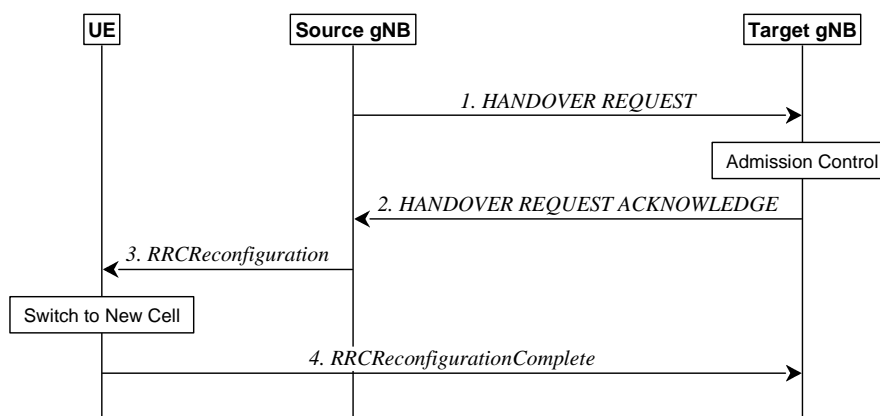 UE
Source gNB
Target gNB
1. HANDOVER REQUEST
Admission Control
2. HANDOVER REQUEST ACKNOWLEDGE
3. RRCReconfiguration
Switch to New Cell
4. RRCReconfigurationComplete